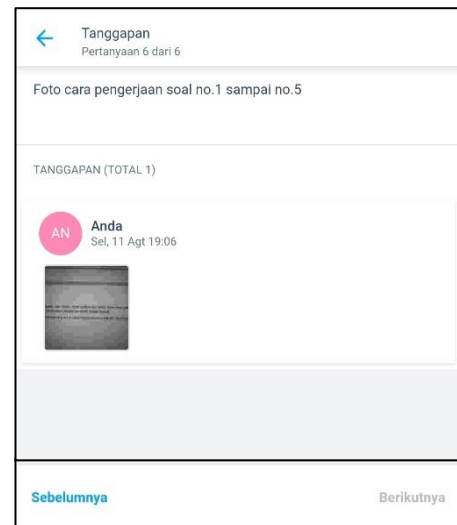 Tanggapan
Pertanyaan 6 dari 6
Foto cara pengerjaan soal no.1 sampai no.5
TANGGAPAN (TOTAL 1)
AN
Anda
Sel, 11 Agt 19:06
Sebelumnya
Berikutnya